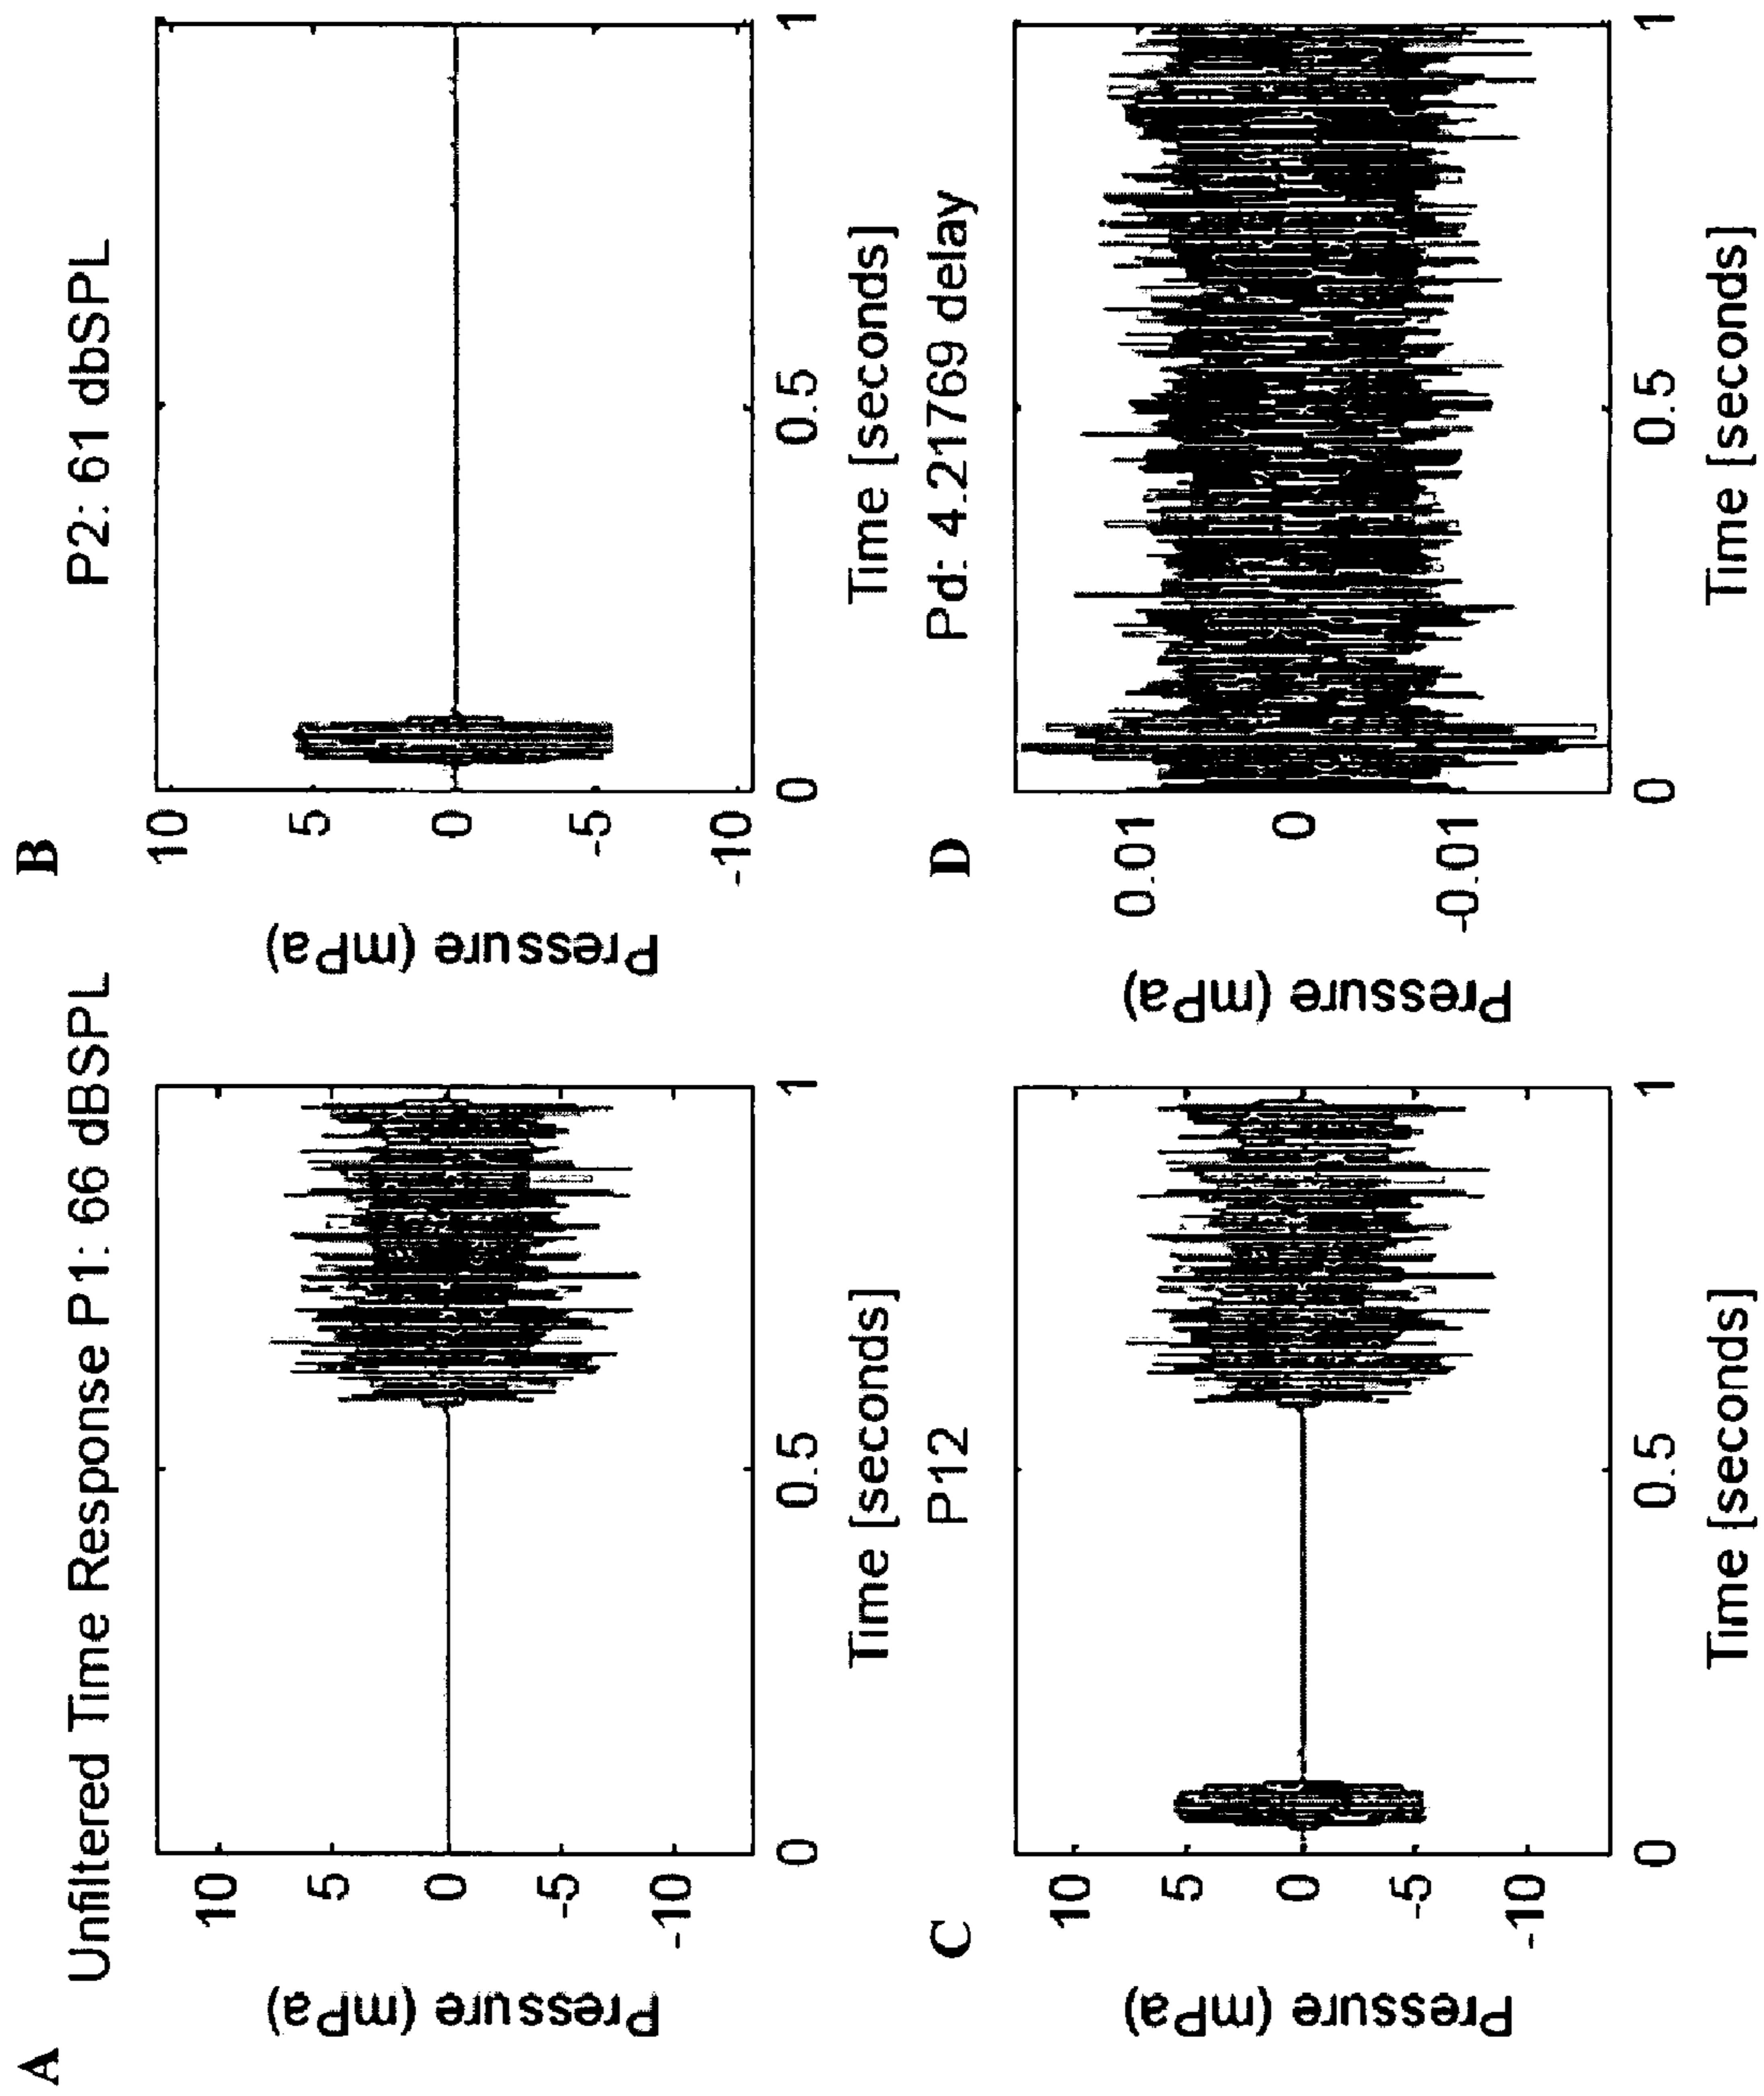 A
Unfiltered Time Response P1: 66 dBSPL
Pressure (mPa)
10
5
0
-5
-10
0
0.5
1
Time [seconds]
B
P2: 61 dbSPL
Pressure (mPa)
10
5
0
-5
-10
0
0.5
1
Time [seconds]
C
P12
Pressure (mPa)
10
5
0
-5
-10
0
0.5
1
Time [seconds]
D
Pd: 4.21769 delay
Pressure (mPa)
0.01
0
-0.01
0
0.5
1
Time [seconds]